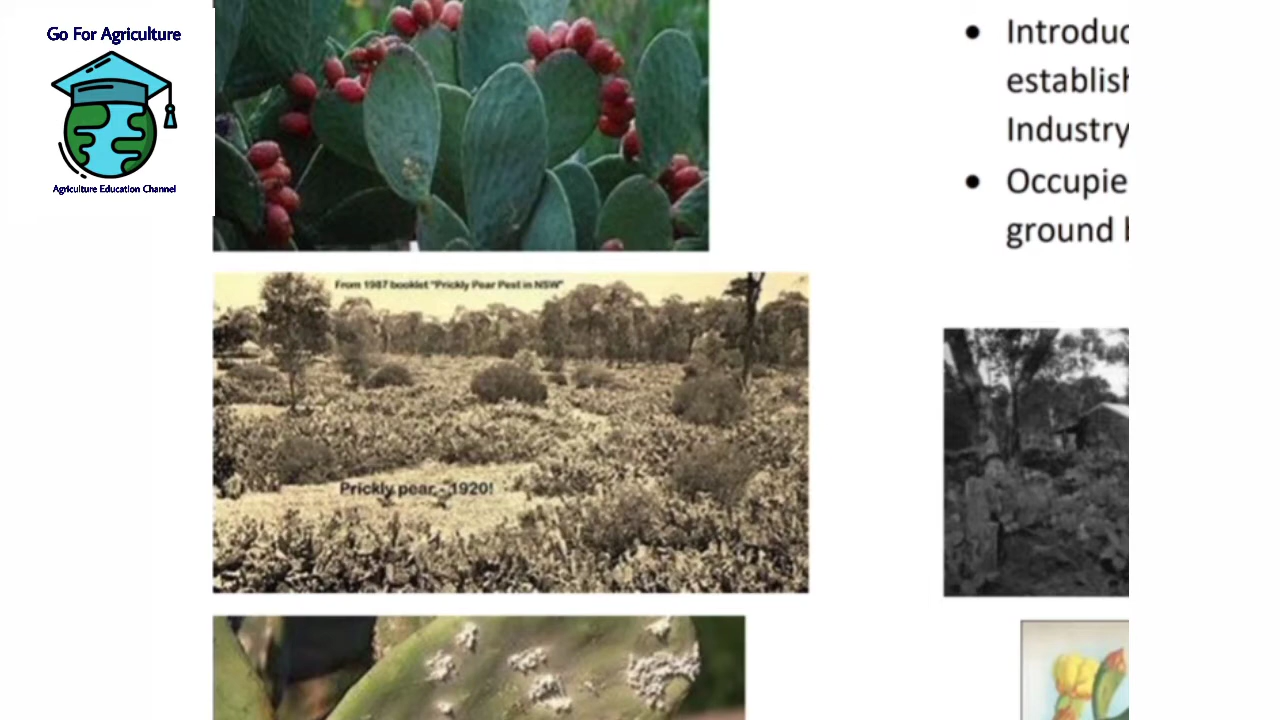 Go For Agriculture
Agriculture Education Channel
From 1987 booklet "Prickly Pear Pest in NSW"
Prickly pear - 1920!
• Introduc
establish
Industry
• Occupie
ground